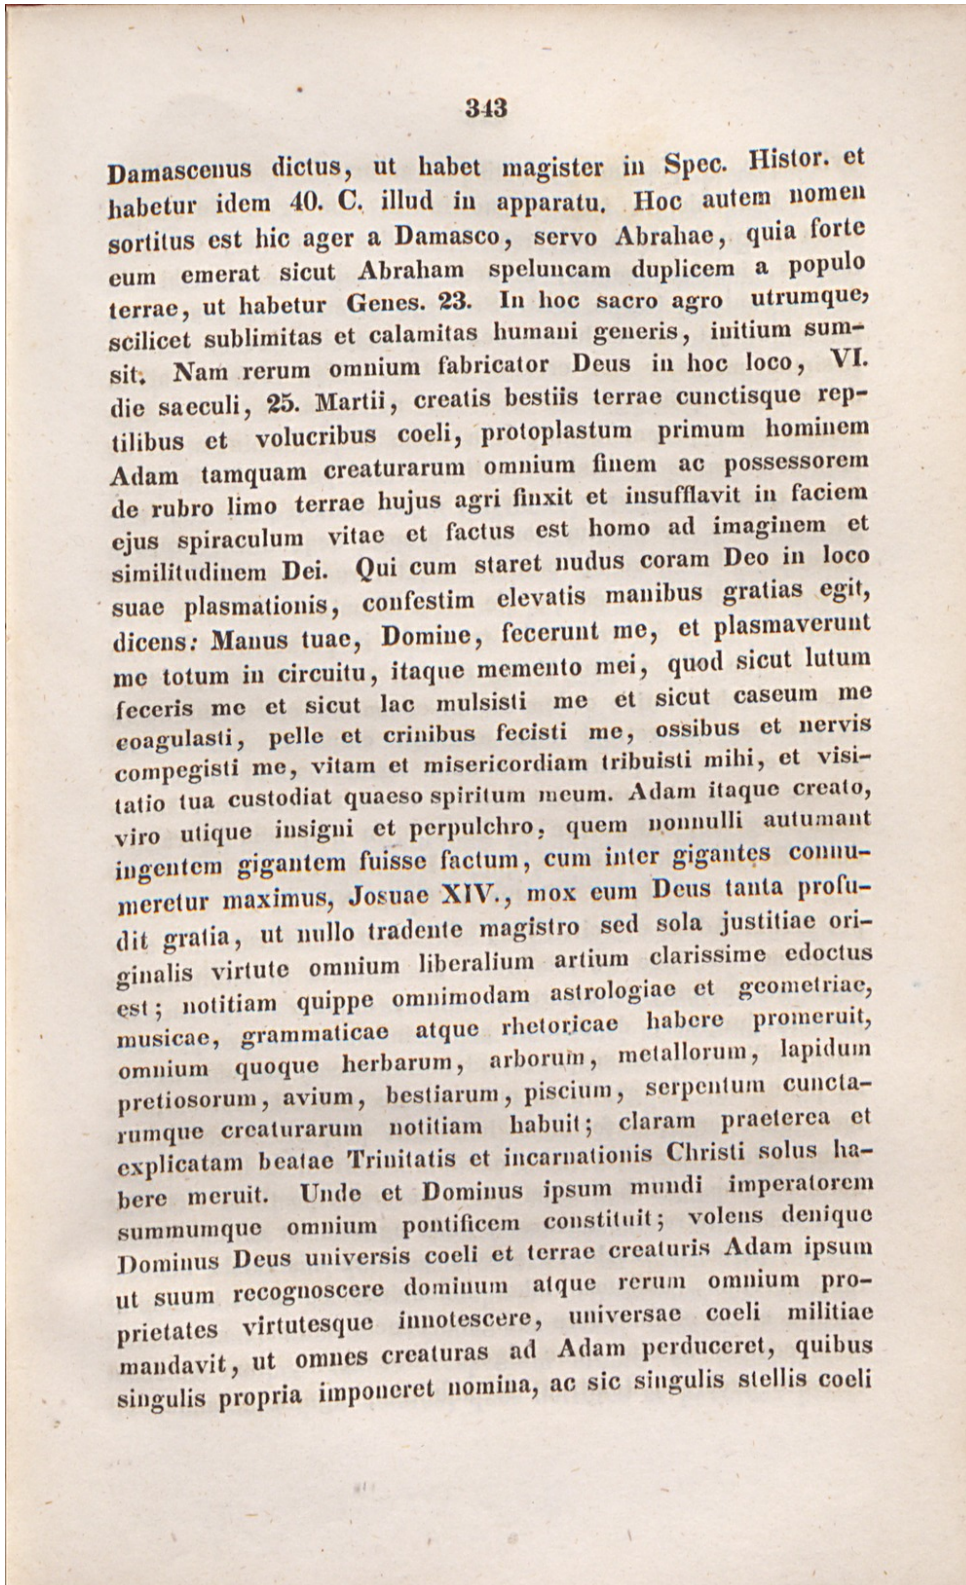 343
Damascenus dictus, ut habet magister in Spec. Histor. et
habetur idem 40. C. illud in apparatu. Hoc autem nomen
sortitus est hic ager a Damasco, servo Abrahae, quia forte
eum emerat sicut Abraham speluncam duplicem a populo
terrae, ut habetur Genes. 23. In hoc sacro agro utrumque,
scilicet sublimitas et calamitas humani generis, initium sum-
sit. Nam rerum omnium fabricator Deus in hoc loco, VI.
die saeculi, 25. Martii, creatis bestiis terrae cunctisque rep-
tilibus et volucribus coeli, protoplastum primum hominem
Adam tamquam creaturarum omnium finem ac possessorem
de rubro limo terrae hujus agri finxit et insufflavit in faciem
ejus spiraculum vitae et factus est homo ad imaginem et
similitudinem Dei. Qui cum staret nudus coram Deo in loco
suae plasmationis, confestim elevatis manibus gratias egit,
dicens: Manus tuae, Domine, fecerunt me, et plasmaverunt
me totum in circuitu, itaque memento mei, quod sicut lutum
feceris me et sicut lac mulsisti me et sicut caseum me
coagulasti, pelle et crinibus fecisti me, ossibus et nervis
compegisti me, vitam et misericordiam tribuisti mihi, et visi-
tatio tua custodiat quaeso spiritum meum. Adam itaque creato,
viro utique insigni et perpulchro, quem nonnulli autumant
ingentem gigantem fuisse factum, cum inter gigantes connu-
meretur maximus, Josuae XIV., mox eum Deus tanta profu-
dit gratia, ut nullo tradente magistro sed sola justitiae ori-
ginalis virtute omnium liberalium artium clarissime edoctus
est; notitiam quippe omnimodam astrologiae et geometriae,
musicae, grammaticae atque rhetoricae habere promeruit,
omnium quoque herbarum, arborum, metallorum, lapidum
pretiosorum, avium, bestiarum, piscium, serpentum cuncta-
rumque creaturarum notitiam habuit; claram praeterea et
explicatam beatae Trinitatis et incarnationis Christi solus ha-
bere meruit. Unde et Dominus ipsum mundi imperatorem
summumque omnium pontificem constituit; volens denique
Dominus Deus universis coeli et terrae creaturis Adam ipsum
ut suum recognoscere dominum atque rerum omnium pro-
prietates virtutesque innotescere, universae coeli militiae
mandavit, ut omnes creaturas ad Adam perduceret, quibus
singulis propria imponeret nomina, ac sic singulis stellis coeli